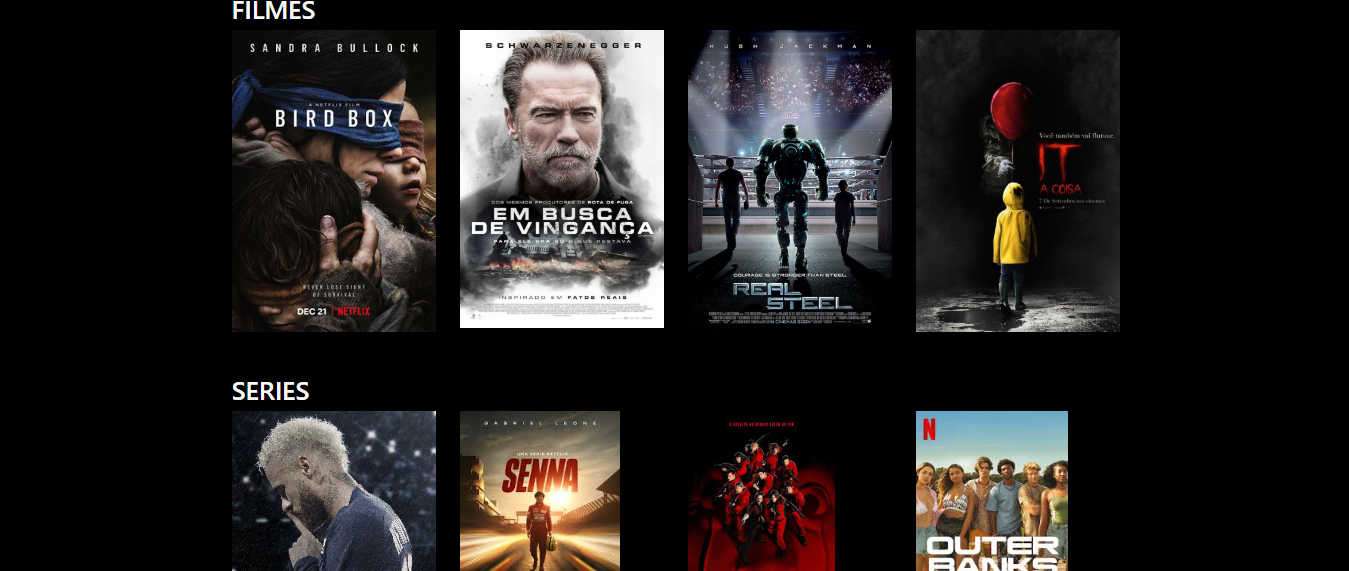 FILMES
SANDRA BULLOCK
A NETFLIX FILM
BIRD BOX
NEVER LOSE SIGHT
OF SURVIVAL.
DEC 21 | NETFLIX
SCHWARZENEGGER
DOS MESMOS PRODUTORES DE ROTA DE FUGA
EM BUSCA
DE VINGANÇA
PARA ELE ERA SÓ O QUE RESTAVA
INSPIRADO EM FATOS REAIS
HUGH JACKMAN
COURAGE IS STRONGER THAN STEEL
REAL
STEEL
Você também vai flutuar.
IT
A COISA
7 De Setembro nos cinemas
SERIES
GABRIEL LEONE
UMA SÉRIE NETFLIX
SENNA
N
OUTER
BANKS